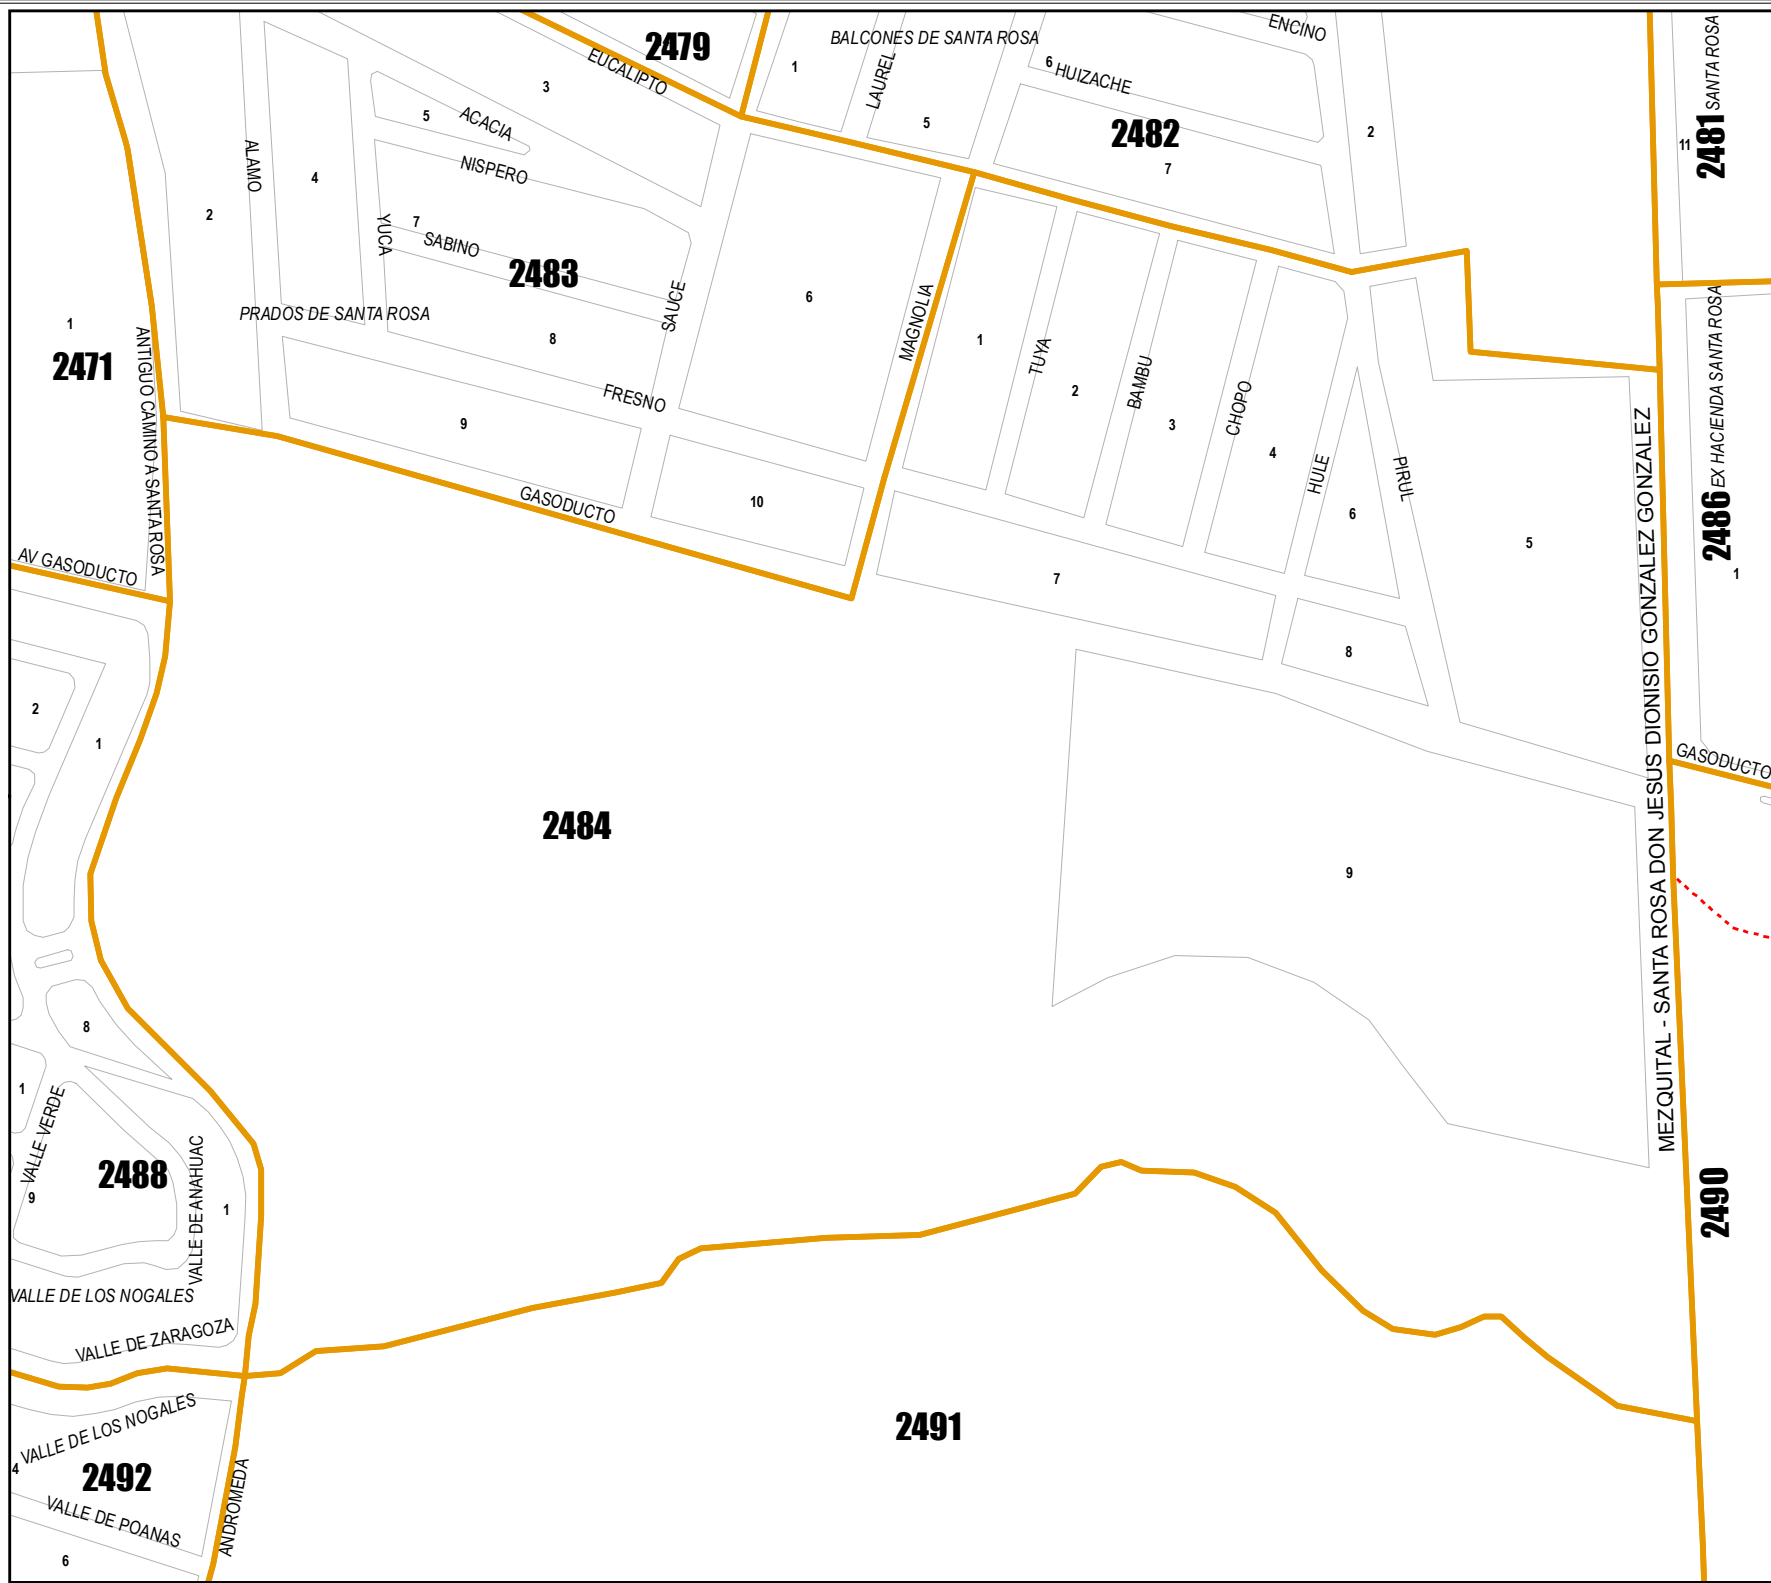 2479
BALCONES DE SANTA ROSA
ENCINO
2481
SANTA ROSA
11
EUCALIPTO
3
1
LAUREL
6
HUIZACHE
5
ACACIA
5
2482
2
7
ALAMO
4
NISPERO
2
YUCA
7
SABINO
2483
6
SAUCE
PRADOS DE SANTA ROSA
8
1
2471
ANTIGUO CAMINO A SANTA ROSA
MAGNOLIA
1
TUYA
2
BAMBU
3
CHOPO
4
HULE
6
PIRUL
5
EX HACIENDA SANTA ROSA
2486
1
FRESNO
9
GASODUCTO
10
AV GASODUCTO
7
8
2
1
MEZQUITAL - SANTA ROSA DON JESUS DIONISIO GONZALEZ GONZALEZ
GASODUCTO
2484
9
8
1
VALLE VERDE
9
2488
VALLE DE ANAHUAC
1
2490
VALLE DE LOS NOGALES
VALLE DE ZARAGOZA
VALLE DE LOS NOGALES
4
2492
2491
ANDROMEDA
VALLE DE POANAS
6